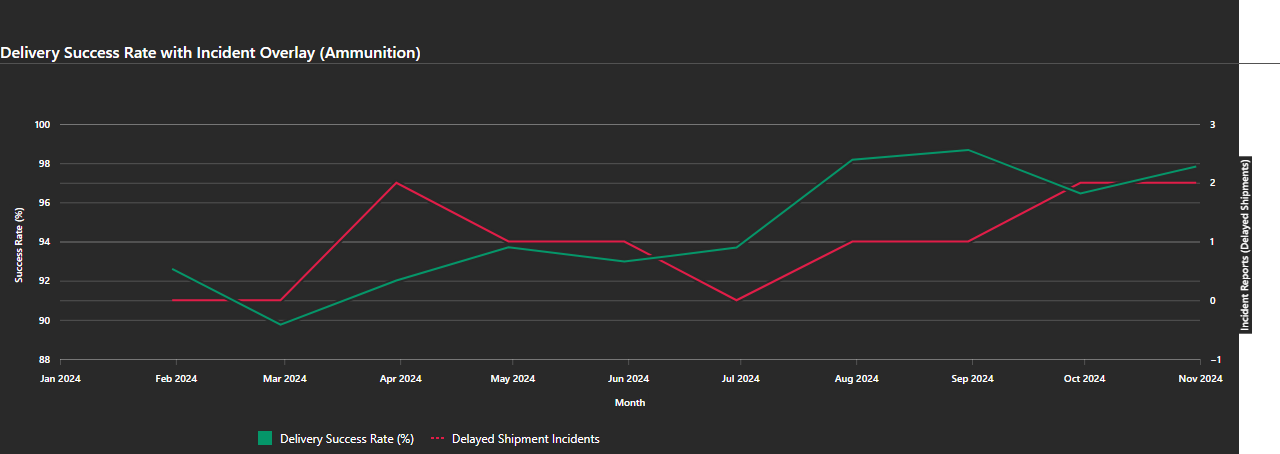 Delivery Success Rate with Incident Overlay (Ammunition)
100
98
96
94
92
90
88
Success Rate (%)
3
2
1
0
−1
Incident Reports (Delayed Shipments)
Jan 2024 Feb 2024 Mar 2024 Apr 2024 May 2024 Jun 2024 Jul 2024 Aug 2024 Sep 2024 Oct 2024 Nov 2024
Month
Delivery Success Rate (%) Delayed Shipment Incidents